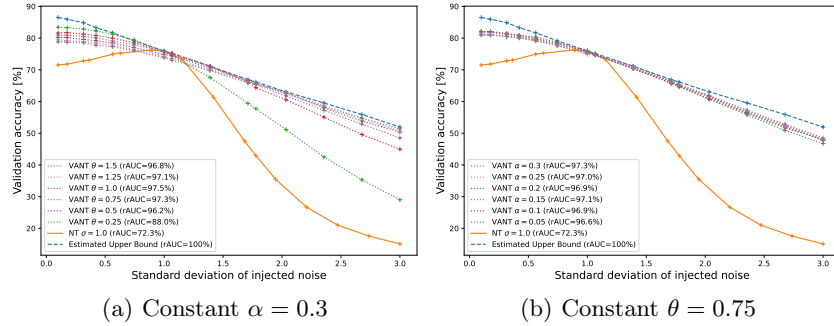 90
80
70
60
50
40
30
20
Validation accuracy [%]
VANT θ = 1.5 (rAUC=96.8%)
VANT θ = 1.25 (rAUC=97.1%)
VANT θ = 1.0 (rAUC=97.5%)
VANT θ = 0.75 (rAUC=97.3%)
VANT θ = 0.5 (rAUC=96.2%)
VANT θ = 0.25 (rAUC=88.0%)
NT σ = 1.0 (rAUC=72.3%)
Estimated Upper Bound (rAUC=100%)
0.0 0.5 1.0 1.5 2.0 2.5 3.0
Standard deviation of injected noise
(a) Constant α = 0.3
90
80
70
60
50
40
30
20
Validation accuracy [%]
VANT α = 0.3 (rAUC=97.3%)
VANT α = 0.25 (rAUC=97.0%)
VANT α = 0.2 (rAUC=96.9%)
VANT α = 0.15 (rAUC=97.1%)
VANT α = 0.1 (rAUC=96.9%)
VANT α = 0.05 (rAUC=96.6%)
NT σ = 1.0 (rAUC=72.3%)
Estimated Upper Bound (rAUC=100%)
0.0 0.5 1.0 1.5 2.0 2.5 3.0
Standard deviation of injected noise
(b) Constant θ = 0.75